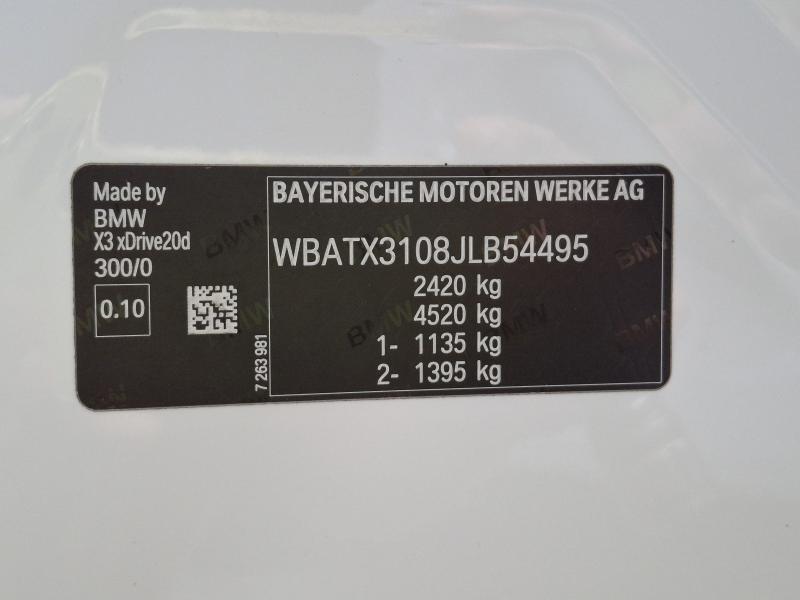 Made by
BMW
X3 xDrive20d
300/0
0.10
7 263 981
BAYERISCHE MOTOREN WERKE AG
WBATX3108JLB54495
2420 kg
4520 kg
1- 1135 kg
2- 1395 kg